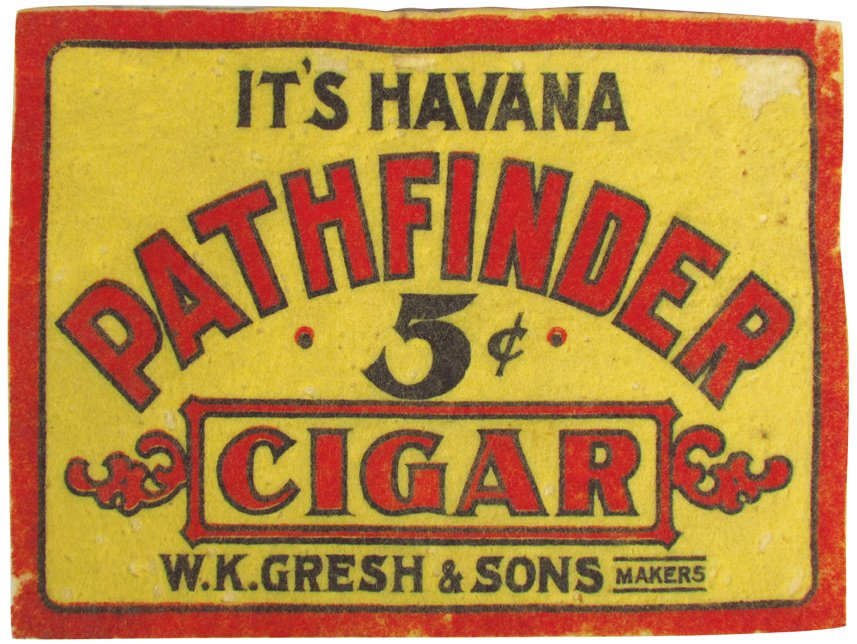 IT'S HAVANA
PATHFINDER
5¢
CIGAR
W.K. GRESH & SONS MAKERS